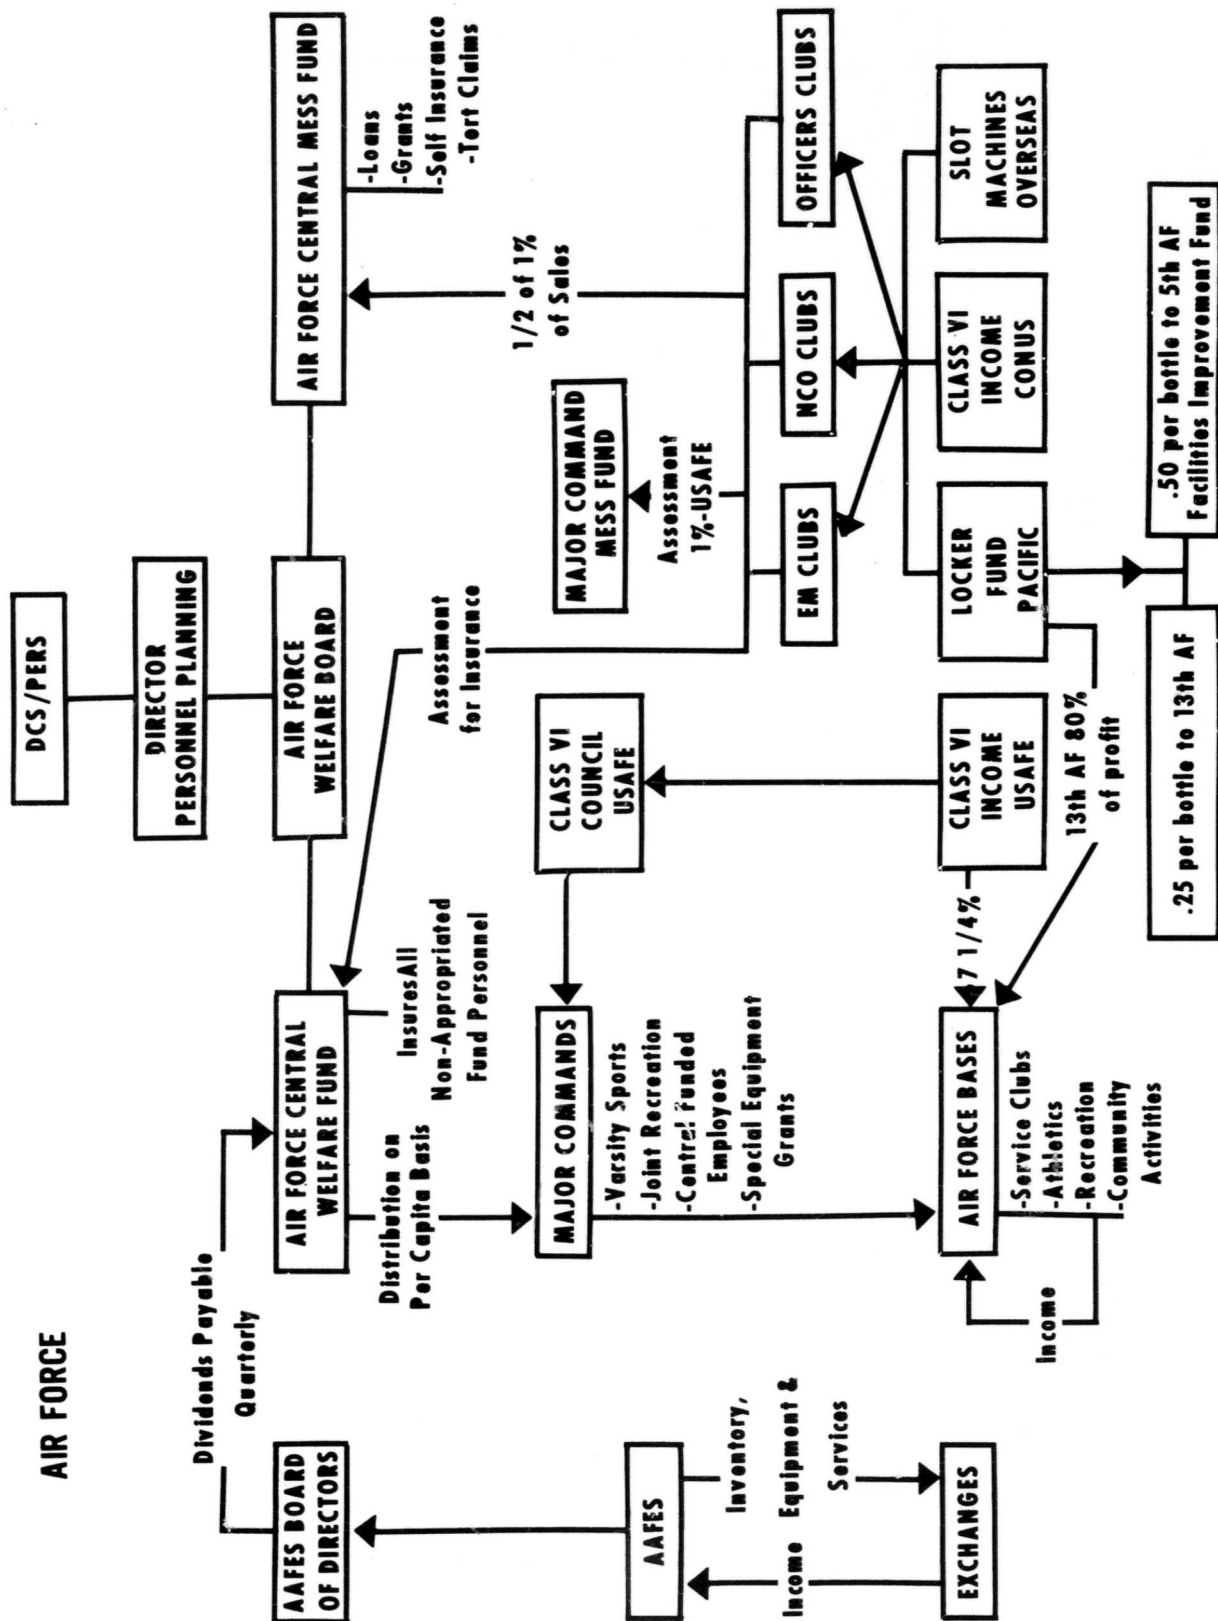 AIR FORCE
DCS/PERS
DIRECTOR
PERSONNEL PLANNING
AIR FORCE
WELFARE BOARD
Dividends Payable
Quarterly
AAFES BOARD
OF DIRECTORS
AIR FORCE CENTRAL
WELFARE FUND
InsuresAll
Non-Appropriated
Fund Personnel
Distribution on
Per Capita Basis
Assessment
for Insurance
AIR FORCE CENTRAL MESS FUND
-Loans
-Grants
-Self Insurance
-Tort Claims
1/2 of 1%
of Sales
AAFES
Inventory,
Equipment &
Services
Income
EXCHANGES
MAJOR COMMANDS
-Varsity Sports
-Joint Recreation
-Central Funded
Employees
-Special Equipment
Grants
CLASS VI
COUNCIL
USAFE
MAJOR COMMAND
MESS FUND
Assessment
1%-USAFE
EM CLUBS
NCO CLUBS
OFFICERS CLUBS
AIR FORCE BASES
-Service Clubs
-Athletics
-Recreation
-Community
Activities
Income
7 1/4%
CLASS VI
INCOME
USAFE
13th AF 80%
of profit
LOCKER
FUND
PACIFIC
CLASS VI
INCOME
CONUS
SLOT
MACHINES
OVERSEAS
.25 per bottle to 13th AF
.50 per bottle to 5th AF
Facilities Improvement Fund